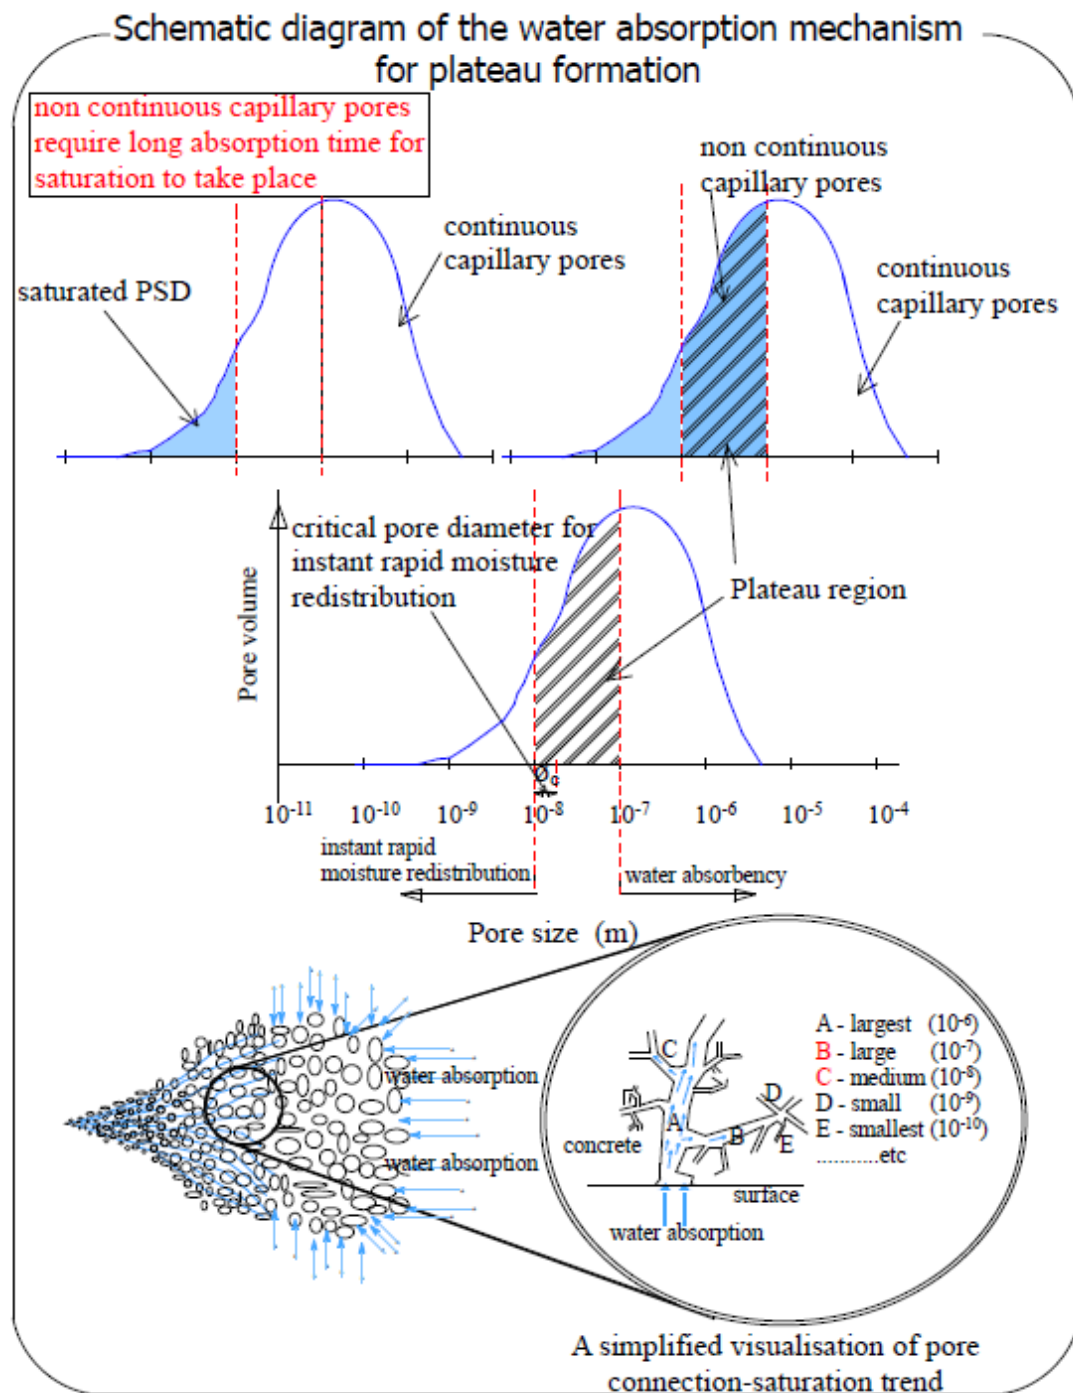 Schematic diagram of the water absorption mechanism
for plateau formation
non continuous capillary pores
require long absorption time for
saturation to take place
continuous
capillary pores
saturated PSD
non continuous
capillary pores
continuous
capillary pores
critical pore diameter for
instant rapid moisture
redistribution
Plateau region
Pore volume
Øc
10⁻¹¹ 10⁻¹⁰ 10⁻⁹ 10⁻⁸ 10⁻⁷ 10⁻⁶ 10⁻⁵ 10⁻⁴
instant rapid
moisture redistribution
water absorbency
Pore size (m)
water absorption
water absorption
A - largest (10⁻⁶)
B - large (10⁻⁷)
C - medium (10⁻⁸)
D - small (10⁻⁹)
E - smallest (10⁻¹⁰)
...........etc
C
D
D
A
A
B
E
concrete
surface
water absorption
A simplified visualisation of pore
connection-saturation trend